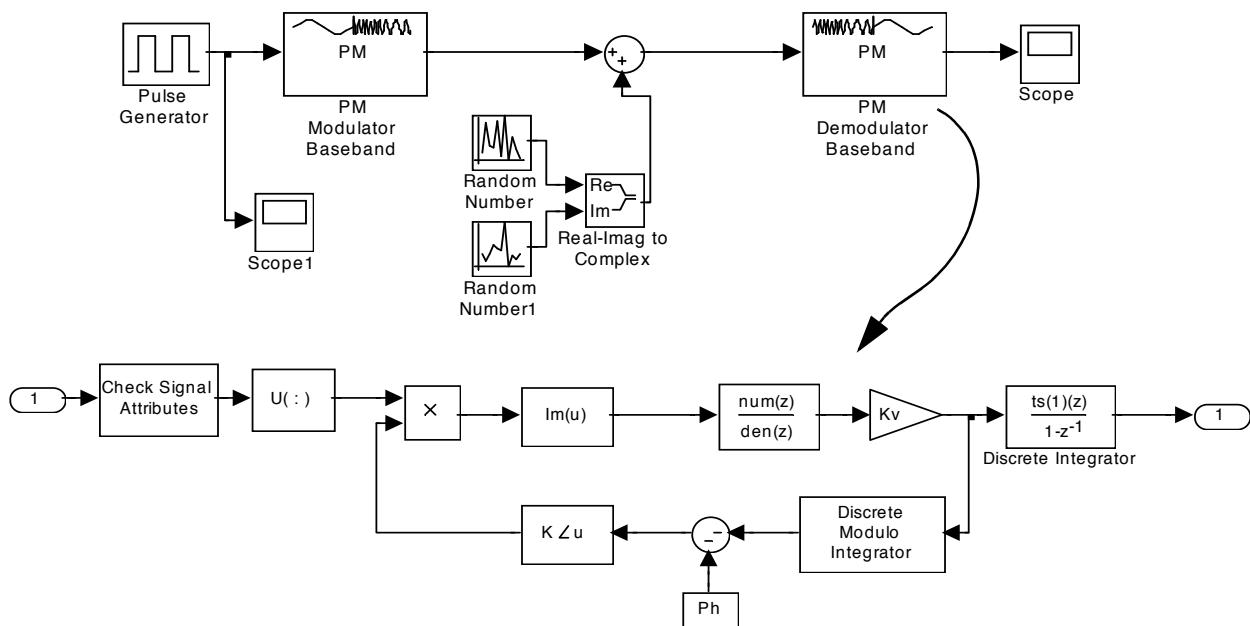 PM
PM
Pulse
Generator
PM
Modulator
Baseband
PM
Demodulator
Baseband
Scope
+
+
Random
Number
Re
Im
Real-Imag to
Complex
Scope1
Random
Number1
1
Check Signal
Attributes
U( : )
×
Im(u)
num(z)
den(z)
Kv
ts(1)(z)
1-z⁻¹
Discrete Integrator
1
K ∠ u
−
−
Discrete
Modulo
Integrator
Ph